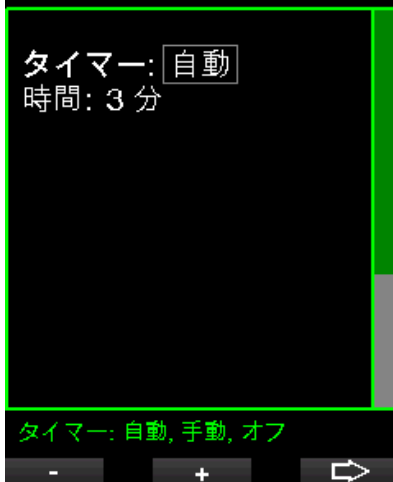 タイマー: 自動
時間: 3 分
タイマー: 自動, 手動, オフ
- + ⇨